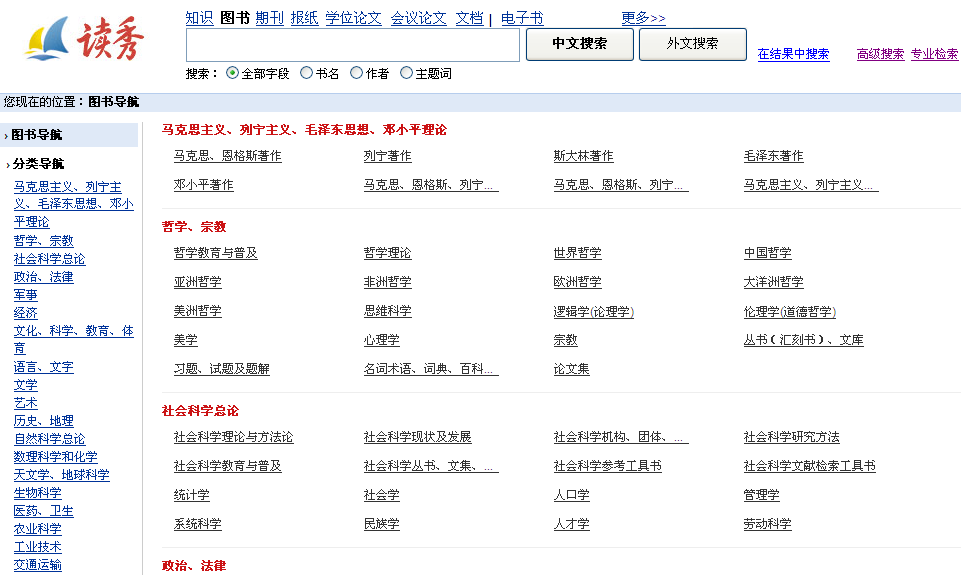 读秀
知识 图书 期刊 报纸 学位论文 会议论文 文档 | 电子书 更多>>
中文搜索 外文搜索 在结果中搜索 高级搜索 专业检索
搜索： 全部字段 书名 作者 主题词
您现在的位置：图书导航
›图书导航
›分类导航
马克思主义、列宁主
义、毛泽东思想、邓小
平理论
哲学、宗教
社会科学总论
政治、法律
军事
经济
文化、科学、教育、体
育
语言、文字
文学
艺术
历史、地理
自然科学总论
数理科学和化学
天文学、地球科学
生物科学
医药、卫生
农业科学
工业技术
交通运输
马克思主义、列宁主义、毛泽东思想、邓小平理论
马克思、恩格斯著作 列宁著作 斯大林著作 毛泽东著作
邓小平著作 马克思、恩格斯、列宁... 马克思、恩格斯、列宁... 马克思主义、列宁主义...
哲学、宗教
哲学教育与普及 哲学理论 世界哲学 中国哲学
亚洲哲学 非洲哲学 欧洲哲学 大洋洲哲学
美洲哲学 思维科学 逻辑学(论理学) 伦理学(道德哲学)
美学 心理学 宗教 丛书（汇刻书）、文库
习题、试题及题解 名词术语、词典、百科... 论文集
社会科学总论
社会科学理论与方法论 社会科学现状及发展 社会科学机构、团体、... 社会科学研究方法
社会科学教育与普及 社会科学丛书、文集、... 社会科学参考工具书 社会科学文献检索工具书
统计学 社会学 人口学 管理学
系统科学 民族学 人才学 劳动科学
政治、法律